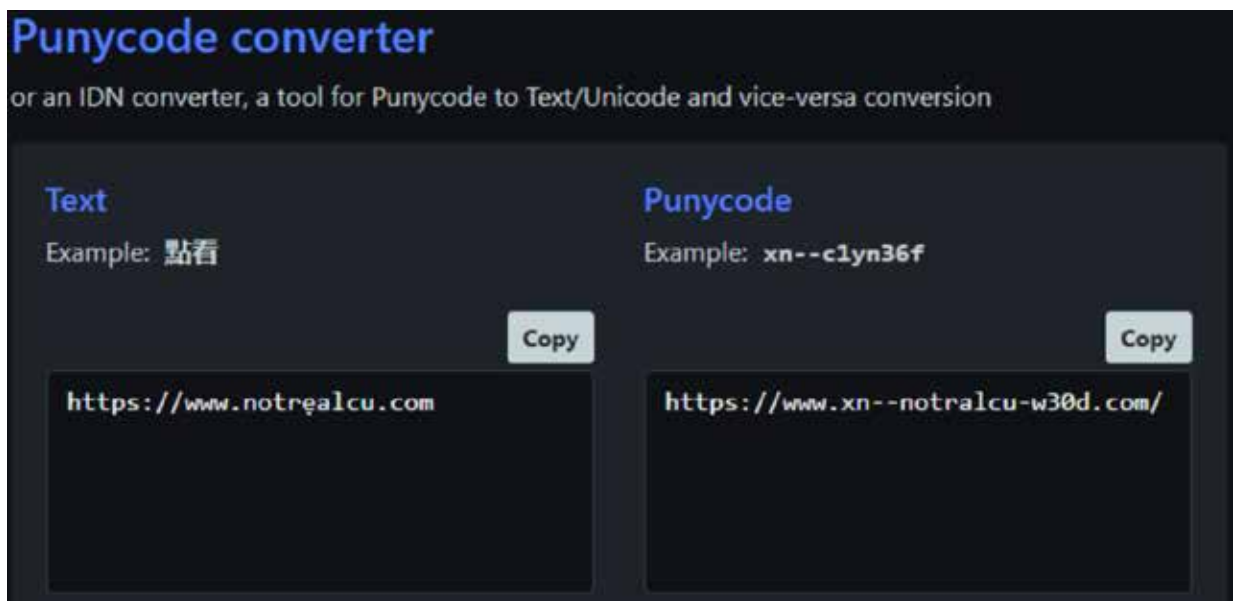 Punycode converter
or an IDN converter, a tool for Punycode to Text/Unicode and vice-versa conversion
Text
Example: 點看
Copy
https://www.notrẹalcu.com
Punycode
Example: xn--c1yn36f
Copy
https://www.xn--notralcu-w30d.com/